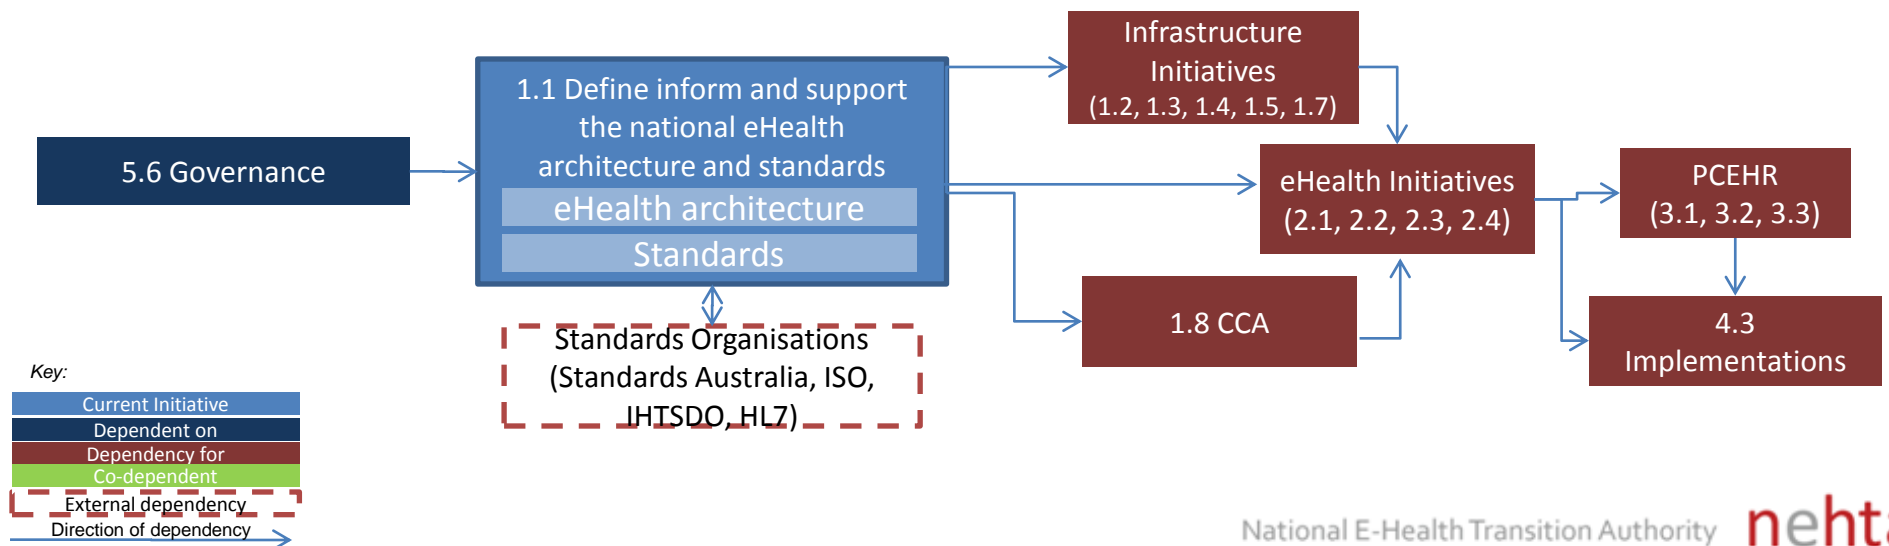 Infrastructure
Initiatives
(1.2, 1.3, 1.4, 1.5, 1.7)
1.1 Define inform and support
the national eHealth
architecture and standards
eHealth architecture
Standards
5.6 Governance
eHealth Initiatives
(2.1, 2.2, 2.3, 2.4)
PCEHR
(3.1, 3.2, 3.3)
1.8 CCA
4.3
Implementations
Standards Organisations
(Standards Australia, ISO,
IHTSDO, HL7)
Key:
Current Initiative
Dependent on
Dependency for
Co-dependent
External dependency
Direction of dependency
National E-Health Transition Authority
nehta